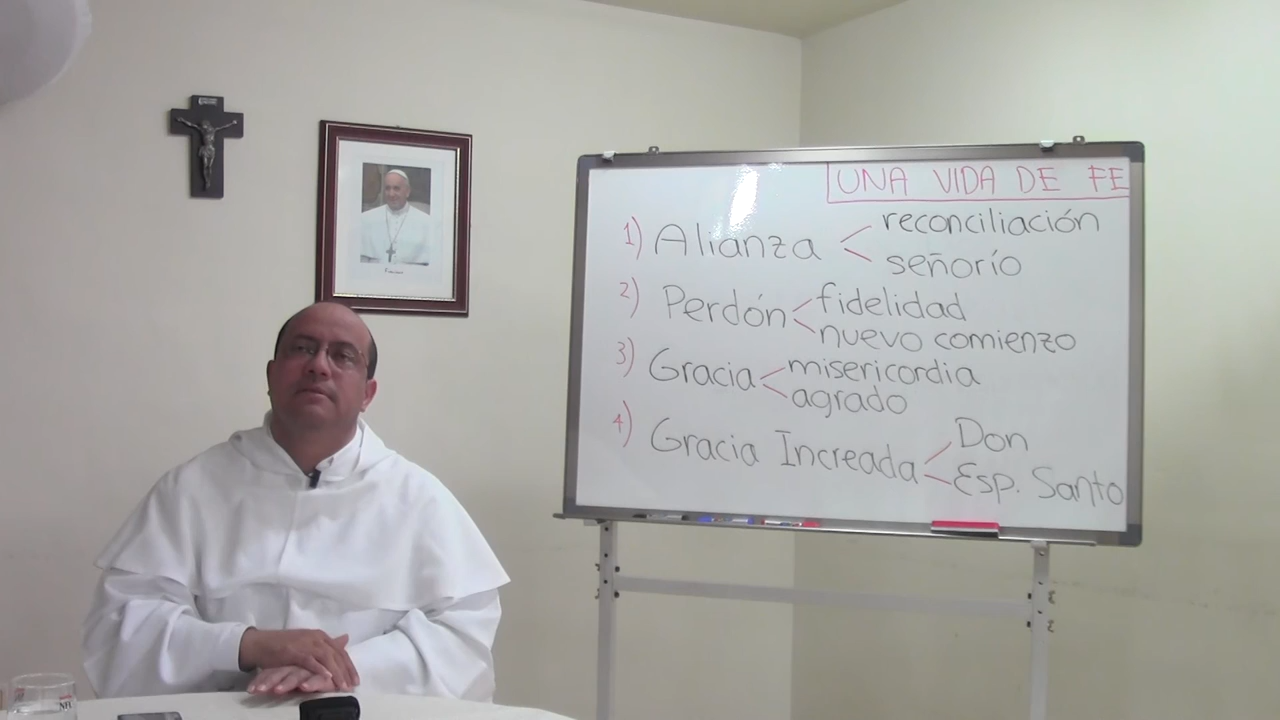 UNA VIDA DE FE
1) Alianza < reconciliación
señorío
2) Perdón < fidelidad
nuevo comienzo
3) Gracia < misericordia
agrado
4) Gracia Increada < Don
Esp. Santo